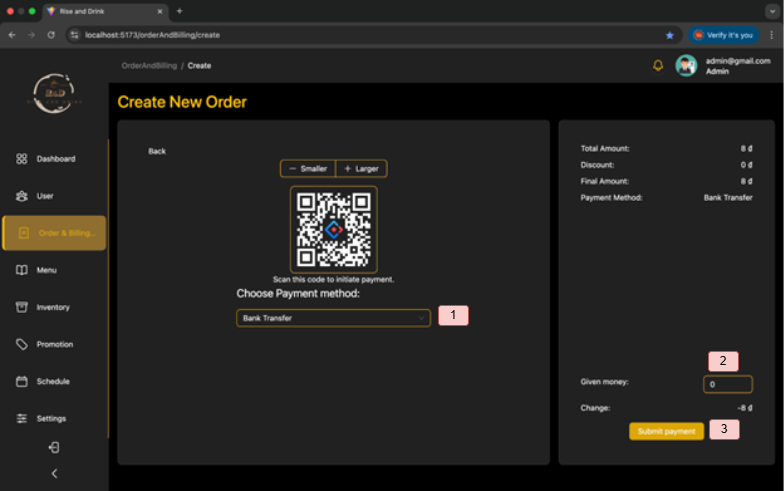 Rise and Drink
localhost:5173/orderAndBilling/create
Verify it's you
OrderAndBilling / Create
admin@gmail.com
Admin
Create New Order
Dashboard
User
Order & Billing...
Menu
Inventory
Promotion
Schedule
Settings
Back
Smaller
Larger
Scan this code to initiate payment.
Choose Payment method:
Bank Transfer
1
Total Amount: 8 ₫
Discount: 0 ₫
Final Amount: 8 ₫
Payment Method: Bank Transfer
2
Given money: 0
Change: -8 ₫
Submit payment
3